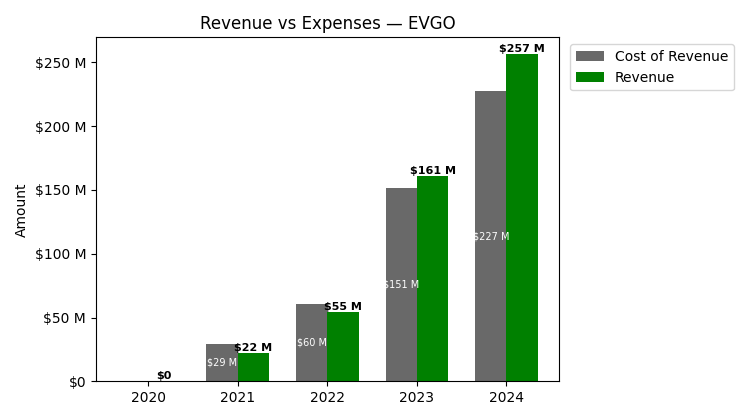 Revenue vs Expenses — EVGO
Cost of Revenue
Revenue
Amount
$250 M
$200 M
$150 M
$100 M
$50 M
$0
$0
$29 M
$22 M
$60 M
$55 M
$151 M
$161 M
$227 M
$257 M
2020
2021
2022
2023
2024